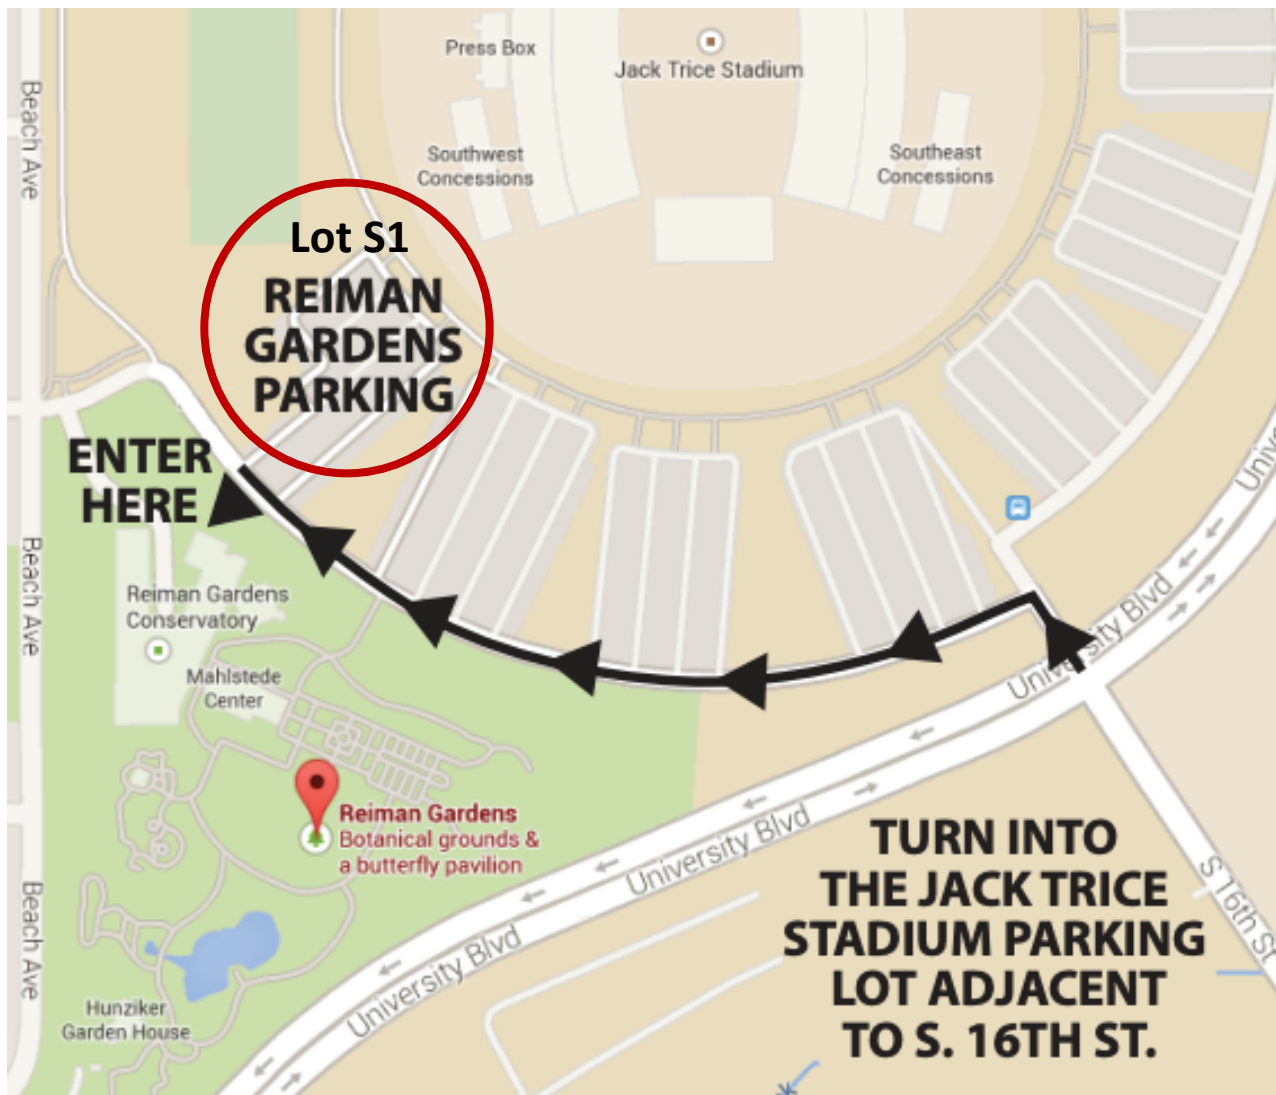 Press Box
Jack Trice Stadium
Beach Ave
Southwest
Concessions
Southeast
Concessions
Lot S1
REIMAN
GARDENS
PARKING
ENTER
HERE
Univ
Beach Ave
Reiman Gardens
Conservatory
University Blvd
Mahlstede
Center
Reiman Gardens
Botanical grounds &
a butterfly pavilion
University Blvd
TURN INTO
THE JACK TRICE
STADIUM PARKING
LOT ADJACENT
TO S. 16TH ST.
S 16th St
Beach Ave
University Blvd
Hunziker
Garden House